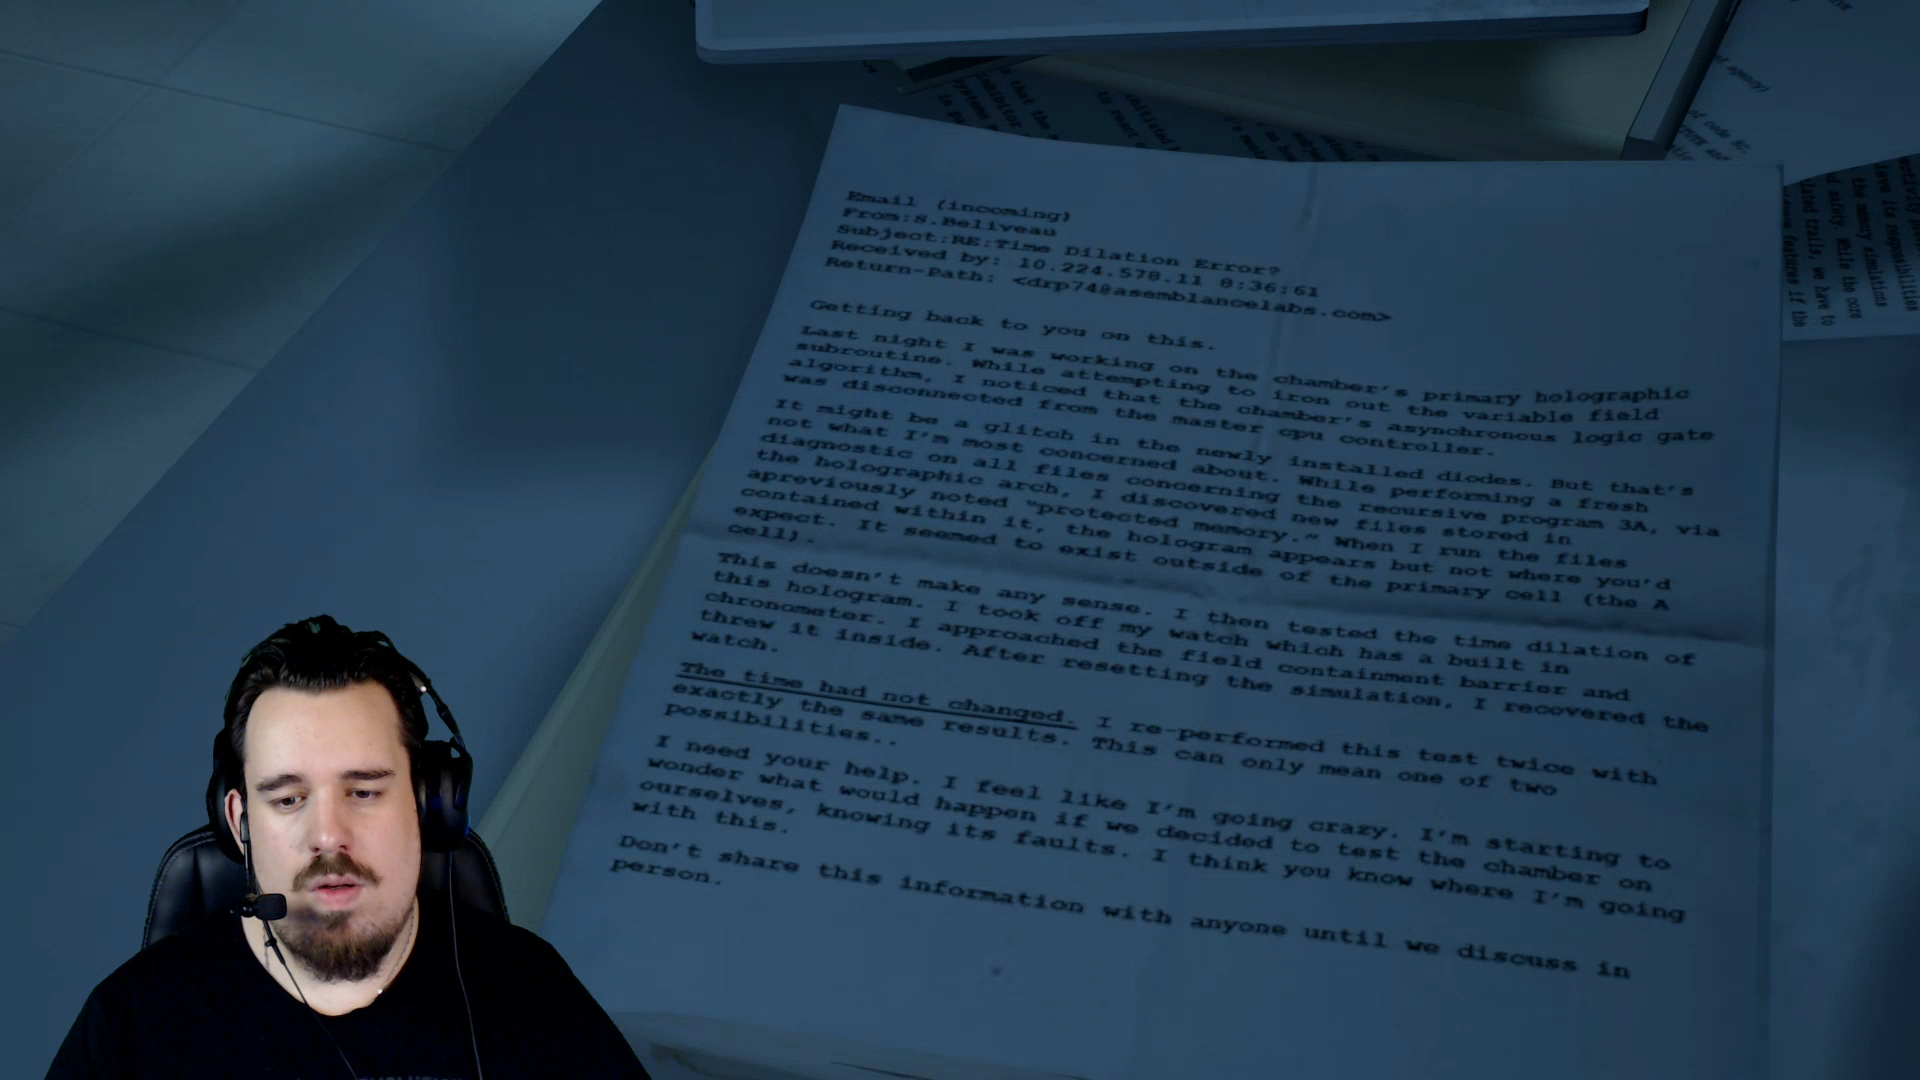 Email (incoming)
From:S.Beliveau
Subject:RE:Time Dilation Error?
Received by: 10.224.578.11 8:36:61
Return-Path: <drp74@asemblancelabs.com>
Getting back to you on this.
Last night I was working on the chamber's primary holographic
subroutine. While attempting to iron out the variable field
algorithm, I noticed that the chamber's asynchronous logic gate
was disconnected from the master cpu controller.
It might be a glitch in the newly installed diodes. But that's
not what I'm most concerned about. While performing a fresh
diagnostic on all files concerning the recursive program 3A, via
the holographic arch, I discovered new files stored in
apreviously noted "protected memory." When I run the files
contained within it, the hologram appears but not where you'd
expect. It seemed to exist outside of the primary cell (the A
cell).
This doesn't make any sense. I then tested the time dilation of
this hologram. I took off my watch which has a built in
chronometer. I approached the field containment barrier and
threw it inside. After resetting the simulation, I recovered the
watch.
The time had not changed. I re-performed this test twice with
exactly the same results. This can only mean one of two
possibilities..
I need your help. I feel like I'm going crazy. I'm starting to
wonder what would happen if we decided to test the chamber on
ourselves, knowing its faults. I think you know where I'm going
with this.
Don't share this information with anyone until we discuss in
person.